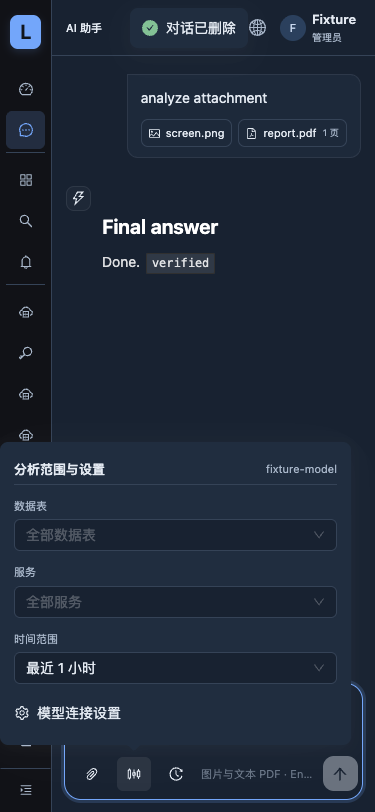 L
AI 助手
对话已删除
F
Fixture
管理员
analyze attachment
screen.png
report.pdf 1 页
Final answer
Done. verified
分析范围与设置
fixture-model
数据表
全部数据表
服务
全部服务
时间范围
最近 1 小时
模型连接设置
图片与文本 PDF · En...